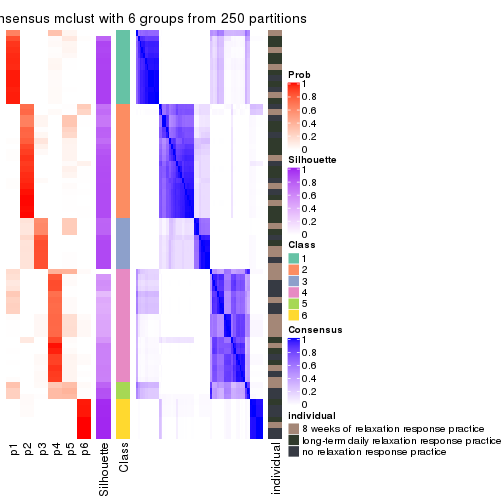 nsensus mclust with 6 groups from 250 partitions
Prob
1
0.8
0.6
0.4
0.2
0
Silhouette
1
0.8
0.6
0.4
0.2
0
Class
1
2
3
4
5
6
Consensus
1
0.8
0.6
0.4
0.2
0
individual
8 weeks of relaxation response practice
long-term daily relaxation response practice
no relaxation response practice
p1
p2
p3
p4
p5
p6
Silhouette
Class
individual